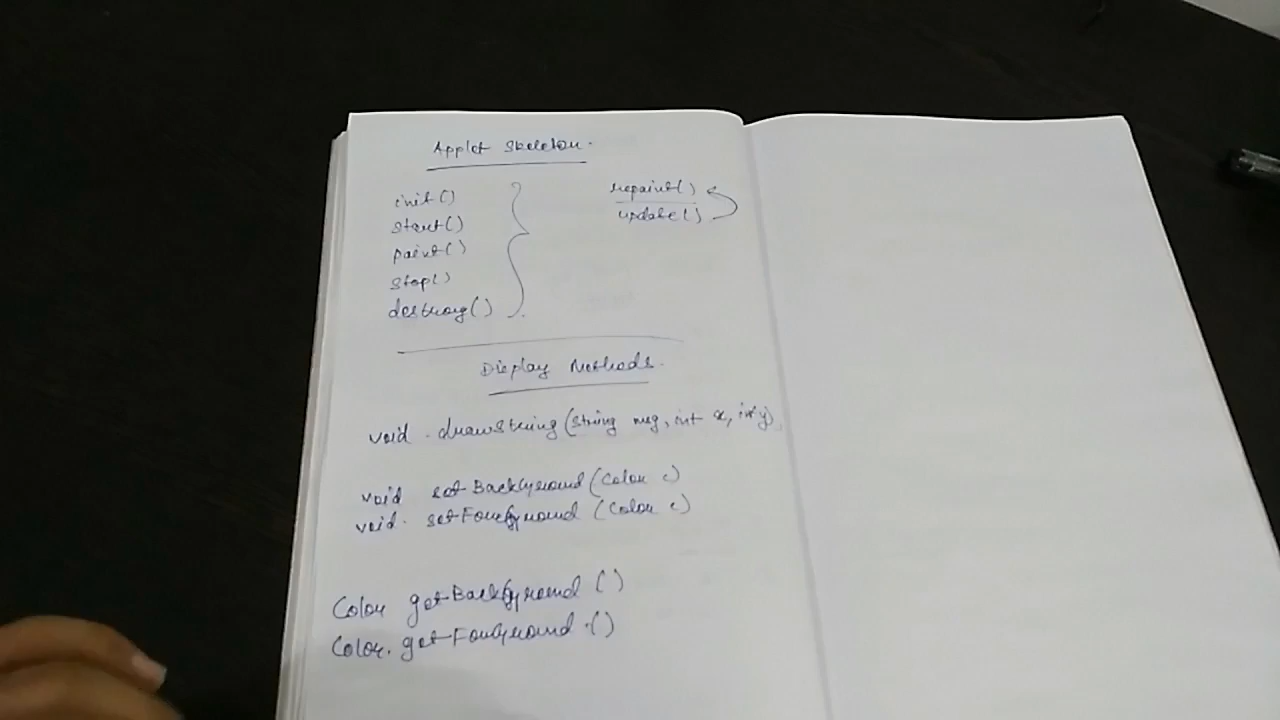 Applet Skeleton.
init()
start()
paint()
stop()
destroy()
repaint()
update()
Display Methods.
void drawstring (string msg, int x, int y)
void setBackground (Color c)
void setForeground (Color c)
Color getBackground ()
Color getForeground ()